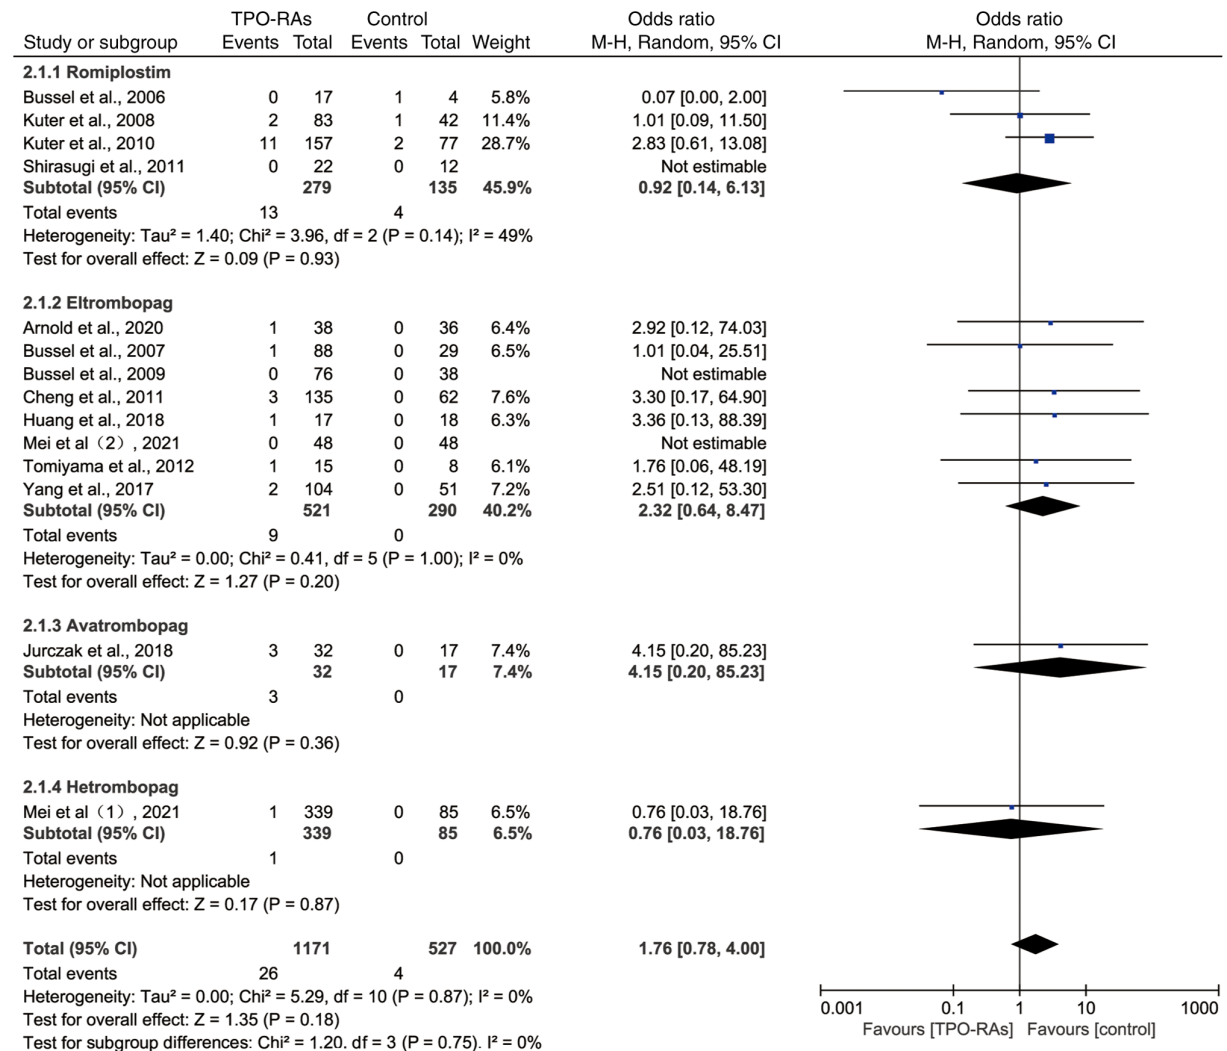 TPO-RAs Control Odds ratio Odds ratio
Study or subgroup Events Total Events Total Weight M-H, Random, 95% CI M-H, Random, 95% CI
2.1.1 Romiplostim
Bussel et al., 2006 0 17 1 4 5.8% 0.07 [0.00, 2.00]
Kuter et al., 2008 2 83 1 42 11.4% 1.01 [0.09, 11.50]
Kuter et al., 2010 11 157 2 77 28.7% 2.83 [0.61, 13.08]
Shirasugi et al., 2011 0 22 0 12 Not estimable
Subtotal (95% CI) 279 135 45.9% 0.92 [0.14, 6.13]
Total events 13 4
Heterogeneity: Tau² = 1.40; Chi² = 3.96, df = 2 (P = 0.14); I² = 49%
Test for overall effect: Z = 0.09 (P = 0.93)
2.1.2 Eltrombopag
Arnold et al., 2020 1 38 0 36 6.4% 2.92 [0.12, 74.03]
Bussel et al., 2007 1 88 0 29 6.5% 1.01 [0.04, 25.51]
Bussel et al., 2009 0 76 0 38 Not estimable
Cheng et al., 2011 3 135 0 62 7.6% 3.30 [0.17, 64.90]
Huang et al., 2018 1 17 0 18 6.3% 3.36 [0.13, 88.39]
Mei et al（2）, 2021 0 48 0 48 Not estimable
Tomiyama et al., 2012 1 15 0 8 6.1% 1.76 [0.06, 48.19]
Yang et al., 2017 2 104 0 51 7.2% 2.51 [0.12, 53.30]
Subtotal (95% CI) 521 290 40.2% 2.32 [0.64, 8.47]
Total events 9 0
Heterogeneity: Tau² = 0.00; Chi² = 0.41, df = 5 (P = 1.00); I² = 0%
Test for overall effect: Z = 1.27 (P = 0.20)
2.1.3 Avatrombopag
Jurczak et al., 2018 3 32 0 17 7.4% 4.15 [0.20, 85.23]
Subtotal (95% CI) 32 17 7.4% 4.15 [0.20, 85.23]
Total events 3 0
Heterogeneity: Not applicable
Test for overall effect: Z = 0.92 (P = 0.36)
2.1.4 Hetrombopag
Mei et al（1）, 2021 1 339 0 85 6.5% 0.76 [0.03, 18.76]
Subtotal (95% CI) 339 85 6.5% 0.76 [0.03, 18.76]
Total events 1 0
Heterogeneity: Not applicable
Test for overall effect: Z = 0.17 (P = 0.87)
Total (95% CI) 1171 527 100.0% 1.76 [0.78, 4.00]
Total events 26 4
Heterogeneity: Tau² = 0.00; Chi² = 5.29, df = 10 (P = 0.87); I² = 0%
Test for overall effect: Z = 1.35 (P = 0.18)
Test for subgroup differences: Chi² = 1.20. df = 3 (P = 0.75). I² = 0%
0.001 0.1 1 10 1000
Favours [TPO-RAs] Favours [control]